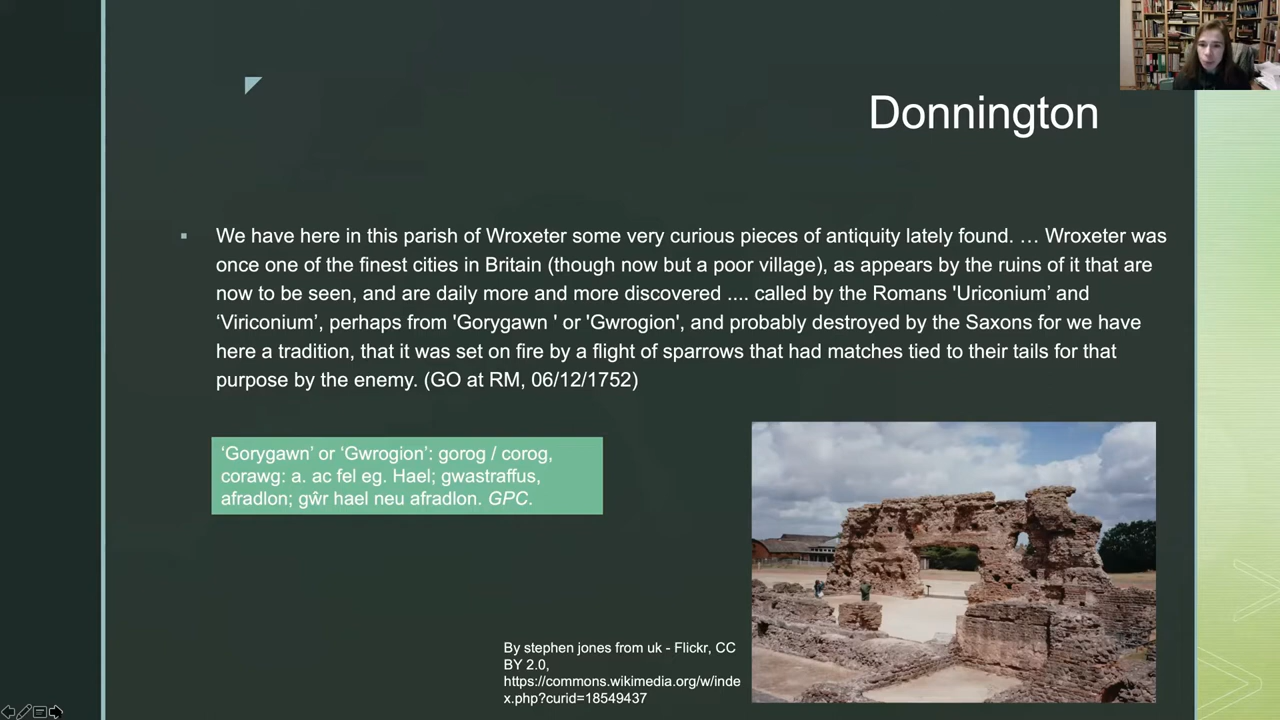 Donnington
We have here in this parish of Wroxeter some very curious pieces of antiquity lately found. … Wroxeter was
once one of the finest cities in Britain (though now but a poor village), as appears by the ruins of it that are
now to be seen, and are daily more and more discovered .... called by the Romans 'Uriconium’ and
‘Viriconium’, perhaps from 'Gorygawn ' or 'Gwrogion', and probably destroyed by the Saxons for we have
here a tradition, that it was set on fire by a flight of sparrows that had matches tied to their tails for that
purpose by the enemy. (GO at RM, 06/12/1752)
‘Gorygawn’ or ‘Gwrogion’: gorog / corog,
corawg: a. ac fel eg. Hael; gwastraffus,
afradlon; gŵr hael neu afradlon. GPC.
By stephen jones from uk - Flickr, CC
BY 2.0,
https://commons.wikimedia.org/w/inde
x.php?curid=18549437